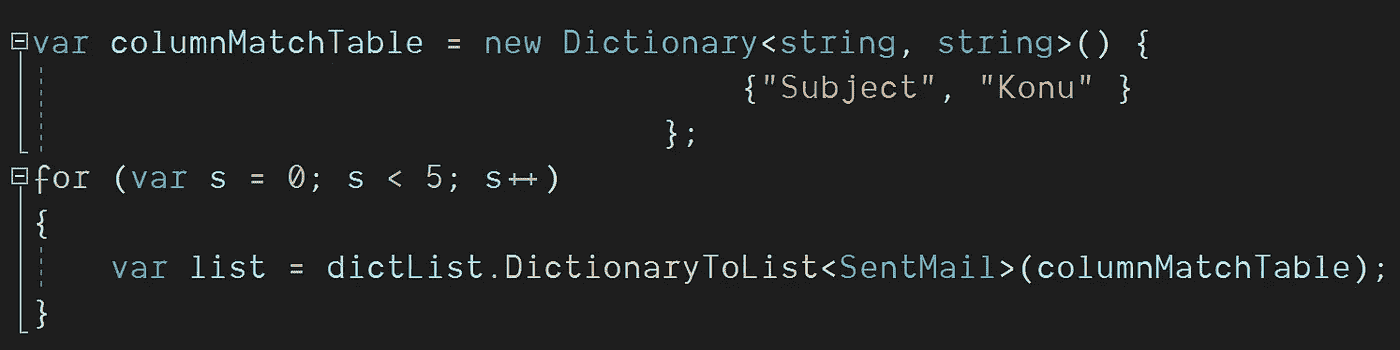 var columnMatchTable = new Dictionary<string, string>() {
{"Subject", "Konu" }
};
for (var s = 0; s < 5; s++)
{
var list = dictList.DictionaryToList<SentMail>(columnMatchTable);
}